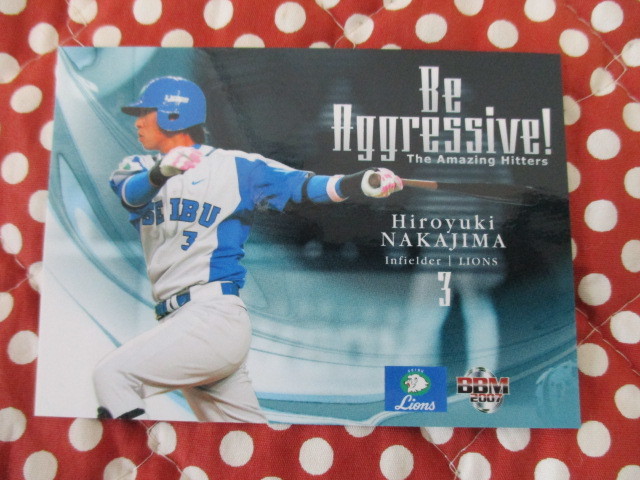 Be
Aggressive!
The Amazing Hitters
Hiroyuki
NAKAJIMA
Infielder | LIONS
3
SEIBU
3
Lions
BBM
2007